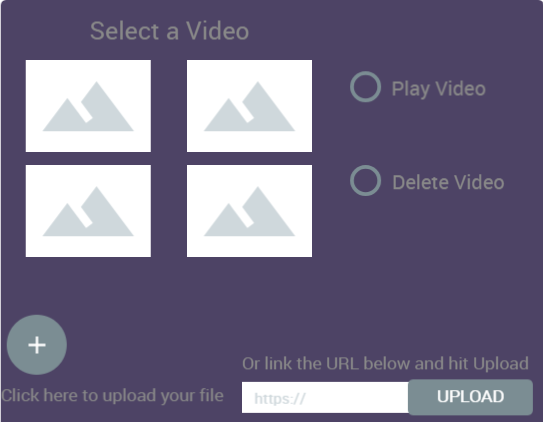 Select a Video
Play Video
Delete Video
+
Or link the URL below and hit Upload
Click here to upload your file
https://
UPLOAD